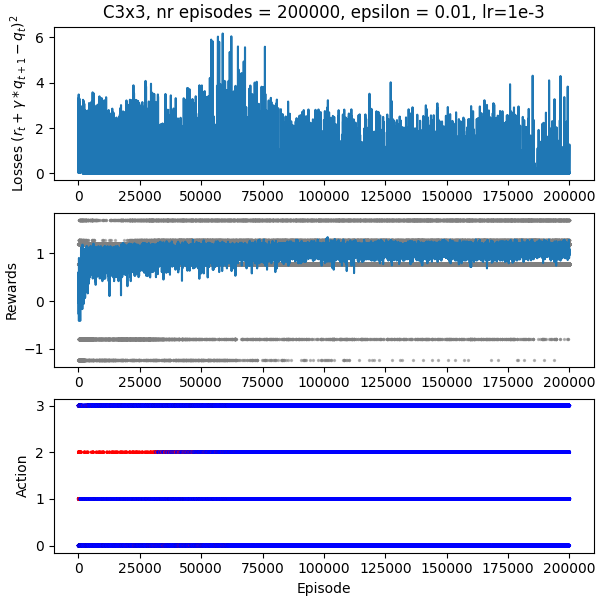 C3x3, nr episodes = 200000, epsilon = 0.01, lr=1e-3
Losses (r_t + γ * q_{t+1} − q_t)²
6
4
2
0
0 25000 50000 75000 100000 125000 150000 175000 200000
Rewards
1
0
−1
0 25000 50000 75000 100000 125000 150000 175000 200000
Action
3
2
1
0
0 25000 50000 75000 100000 125000 150000 175000 200000
Episode